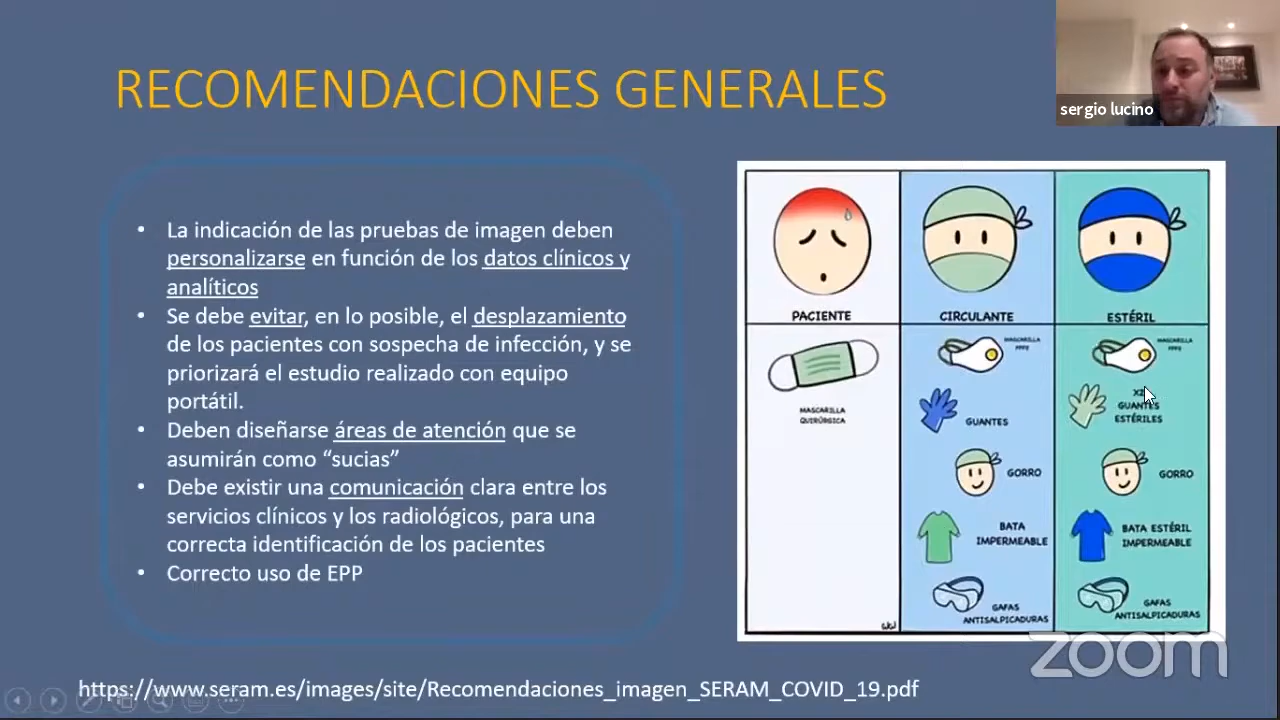 RECOMENDACIONES GENERALES
sergio lucino
• La indicación de las pruebas de imagen deben
personalizarse en función de los datos clínicos y
analíticos
• Se debe evitar, en lo posible, el desplazamiento
de los pacientes con sospecha de infección, y se
priorizará el estudio realizado con equipo
portátil.
• Deben diseñarse áreas de atención que se
asumirán como “sucias”
• Debe existir una comunicación clara entre los
servicios clínicos y los radiológicos, para una
correcta identificación de los pacientes
• Correcto uso de EPP
PACIENTE
CIRCULANTE
ESTÉRIL
MASCARILLA
QUIRÚRGICA
MASCARILLA
GUANTES
GORRO
BATA
IMPERMEABLE
GAFAS
ANTISALPICADURAS
MASCARILLA
GUANTES
ESTÉRILES
GORRO
BATA ESTÉRIL
IMPERMEABLE
GAFAS
ANTISALPICADURAS
zoom
https://www.seram.es/images/site/Recomendaciones_imagen_SERAM_COVID_19.pdf